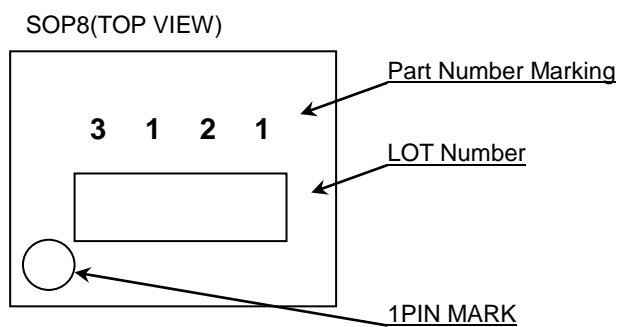 SOP8(TOP VIEW)
Part Number Marking
3 1 2 1
LOT Number
1PIN MARK